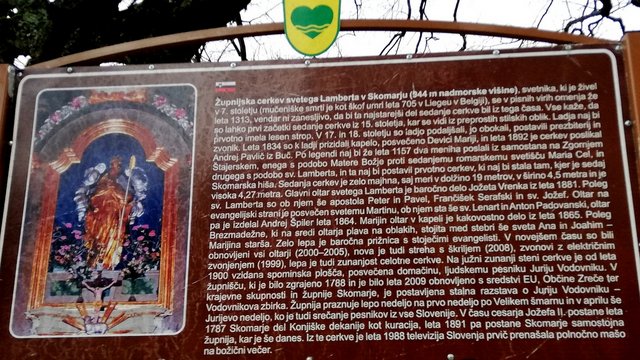 Župnijska cerkev svetega Lamberta v Skomarju (944 m nadmorske višine), svetnika, ki je živel
v 7. stoletju (mučeniške smrti je kot škof umrl leta 705 v Liegeu v Belgiji), se v pisnih virih omenja že
leta 1313, vendar ni zanesljivo, da bi ta najstarejši del sedanje cerkve bil iz tega časa. Vse kaže, da
so lahko prvi začetki sedanje cerkve iz 15. stoletja, kar se vidi iz preprostih stilskih oblik. Ladja naj bi
prvotno imela lesen strop. V 17. in 18. stoletju so ladjo podaljšali, jo obokali, postavili prezbiterij in
zvonik. Leta 1834 so k ladji prizidali kapelo, posvečeno Devici Mariji, in leta 1892 je cerkev poslikal
Andrej Pavlič iz Buč. Po legendi naj bi že leta 1157 dva meniha poslali iz samostana na Zgornjem
Štajerskem, enega s podobo Matere Božje proti sedanjemu romarskemu svetišču Maria Cel, in
drugega s podobo sv. Lamberta, in ta naj bi postavil prvotno cerkev, ki naj bi stala tam, kjer je sedaj
Skomarska hiša. Sedanja cerkev je zelo majhna, saj meri v dolžino 19 metrov, v širino 4,5 metra in je
visoka 4,27 metra. Glavni oltar svetega Lamberta je baročno delo Jožeta Vrenka iz leta 1881. Poleg
sv. Lamberta so ob njem še apostola Peter in Pavel, Frančišek Serafski in sv. Jožef. Oltar na
evangelijski strani je posvečen svetemu Martinu, ob njem sta še sv. Lenart in Anton Padovanski, oltar
pa je izdelal Andrej Špiler leta 1864. Marijin oltar v kapeli je kakovostno delo iz leta 1865. Poleg
Brezmadežne, ki na sredi oltarja plava na oblakih, stojita med stebri še sveta Ana in Joahim –
Marijina starša. Zelo lepa je baročna prižnica s stoječimi evangelisti. V novejšem času so bili
obnovljeni vsi oltarji (2000–2005), nova je tudi streha s škriljem (2008), zvonovi z električnim
zvonjenjem (1999), lepa je tudi zunanjost celotne cerkve. Na južni zunanji steni cerkve je od leta
1900 vzidana spominska plošča, posvečena domačinu, ljudskemu pesniku Juriju Vodovniku. V
župnišču, ki je bilo zgrajeno 1788 in je bilo leta 2009 obnovljeno s sredstvi EU, Občine Zreče ter
krajevne skupnosti in župnije Skomarje, je postavljena stalna razstava o Juriju Vodovniku –
Vodovnikova zbirka. Župnija praznuje lepo nedeljo na prvo nedeljo po Velikem šmarnu in v aprilu še
Jurijevo nedeljo, ko je tudi srečanje pesnikov iz vse Slovenije. V času cesarja Jožefa II. postane leta
1787 Skomarje del Konjiške dekanije kot kuracija, leta 1891 pa postane Skomarje samostojna
župnija, kar je še danes. Iz te cerkve je leta 1988 televizija Slovenija prvič prenašala polnočno mašo
na božični večer.